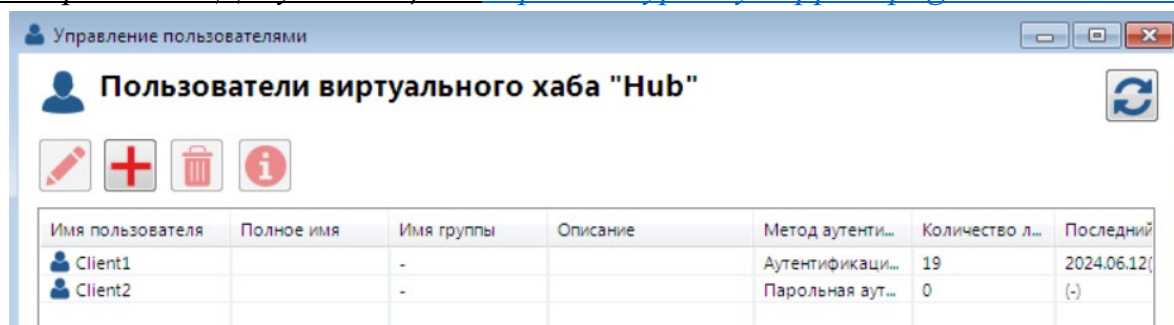 Управление пользователями
Пользователи виртуального хаба "Hub"
Имя пользователя Полное имя Имя группы Описание Метод аутенти... Количество л... Последний
Client1 - Аутентификаци... 19 2024.06.12(
Client2 - Парольная аут... 0 (-)